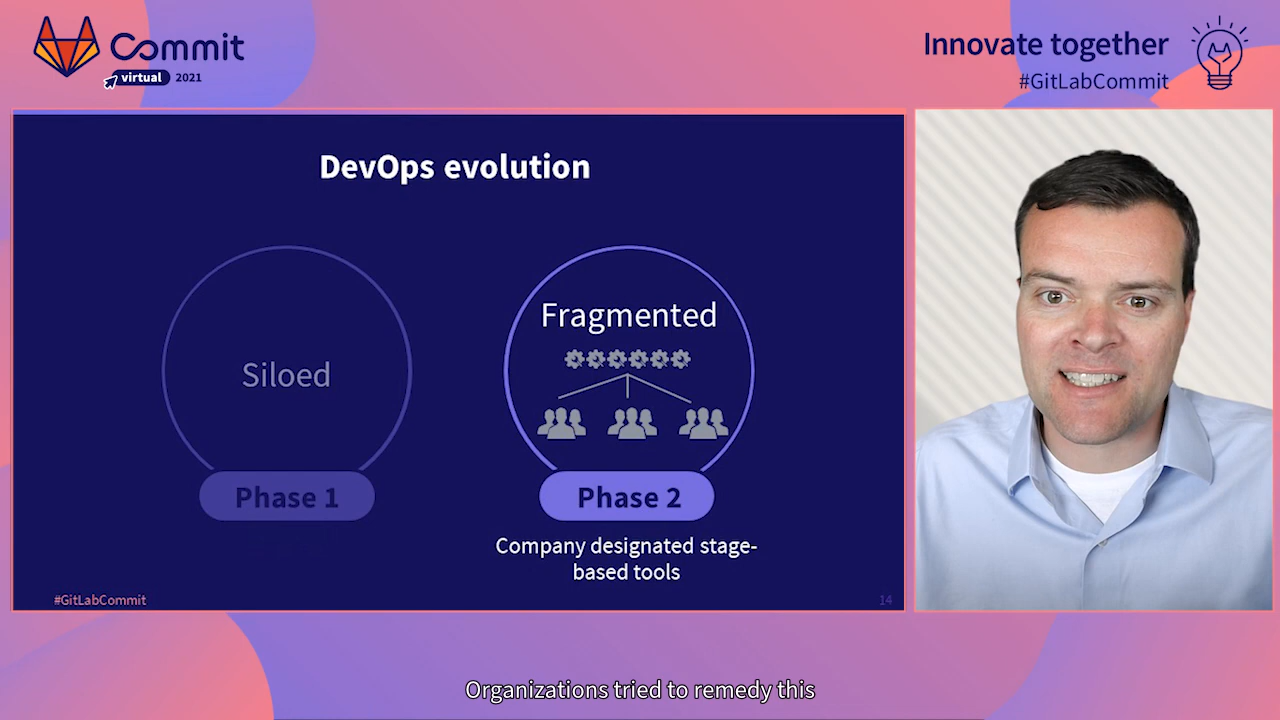 Commit
virtual 2021
Innovate together
#GitLabCommit
DevOps evolution
Siloed
Phase 1
Fragmented
Phase 2
Company designated stage-
based tools
#GitLabCommit
14
Organizations tried to remedy this